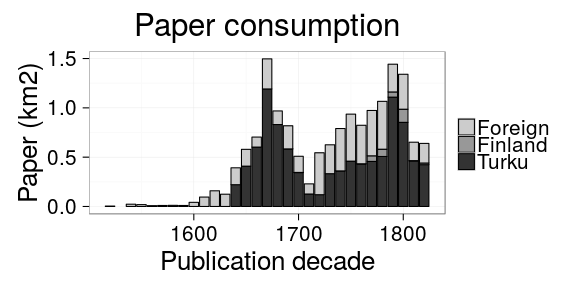 Paper consumption
Paper (km2)
1.5
1.0
0.5
0.0
1600 1700 1800
Publication decade
Foreign
Finland
Turku